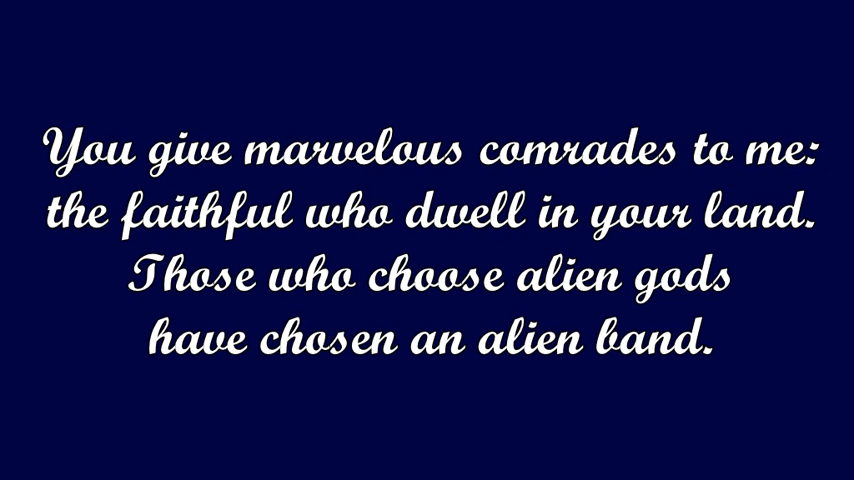 You give marvelous comrades to me:
the faithful who dwell in your land.
Those who choose alien gods
have chosen an alien band.